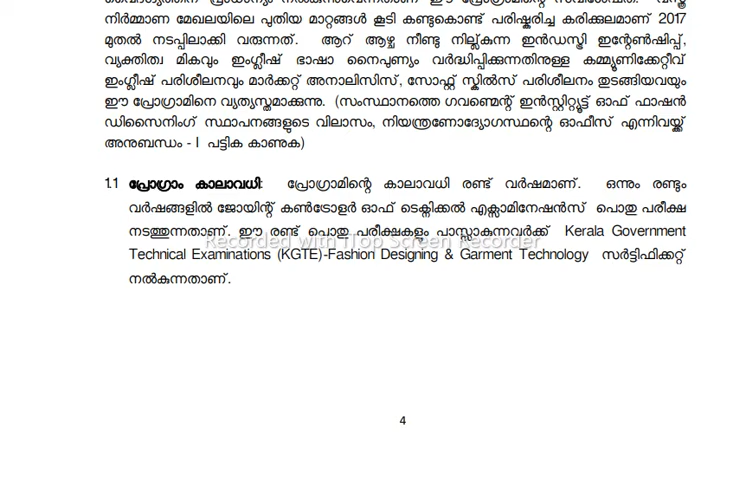 നിർമ്മാണ മേഖലയിലെ പുതിയ മാറ്റങ്ങൾ കൂടി കണ്ടുകൊണ്ട് പരിഷ്കരിച്ച കരിക്കുലമാണ് 2017
മുതൽ നടപ്പിലാക്കി വരുന്നത്. ആറ് ആഴ്ച നീണ്ടു നില്ല്കുന്ന ഇൻഡസ്ട്രി ഇന്റേൺഷിപ്പ്,
വ്യക്തിത്വ മികവും ഇംഗ്ലീഷ് ഭാഷാ നൈപുണ്യം വർദ്ധിപ്പിക്കുന്നതിനുള്ള കമ്മ്യൂണിക്കേറ്റീവ്
ഇംഗ്ലീഷ് പരിശീലനവും മാർക്കറ്റ് അനാലിസിസ്, സോഫ്റ്റ് സ്കിൽസ് പരിശീലനം തുടങ്ങിയവയും
ഈ പ്രോഗ്രാമിനെ വ്യത്യസ്തമാക്കുന്നു. (സംസ്ഥാനത്തെ ഗവണ്മെന്റ് ഇൻസ്റ്റിറ്റ്യൂട്ട് ഓഫ് ഫാഷൻ
ഡിസൈനിംഗ് സ്ഥാപനങ്ങളുടെ വിലാസം, നിയന്ത്രണോദ്യോഗസ്ഥന്റെ ഓഫീസ് എന്നിവയ്ക്ക്
അനുബന്ധം - I പട്ടിക കാണുക)
1.1 പ്രോഗ്രാം കാലാവധി: പ്രോഗ്രാമിന്റെ കാലാവധി രണ്ട് വർഷമാണ്. ഒന്നും രണ്ടും
വർഷങ്ങളിൽ ജോയിന്റ് കൺട്രോളർ ഓഫ് ടെക്നിക്കൽ എക്സാമിനേഷൻസ് പൊതു പരീക്ഷ
നടത്തുന്നതാണ്. ഈ രണ്ട് പൊതു പരീക്ഷകളും പാസ്സാകുന്നവർക്ക് Kerala Government
Recorded with iTop Screen Recorder
Technical Examinations (KGTE)-Fashion Designing & Garment Technology സർട്ടിഫിക്കറ്റ്
നൽകുന്നതാണ്.
4